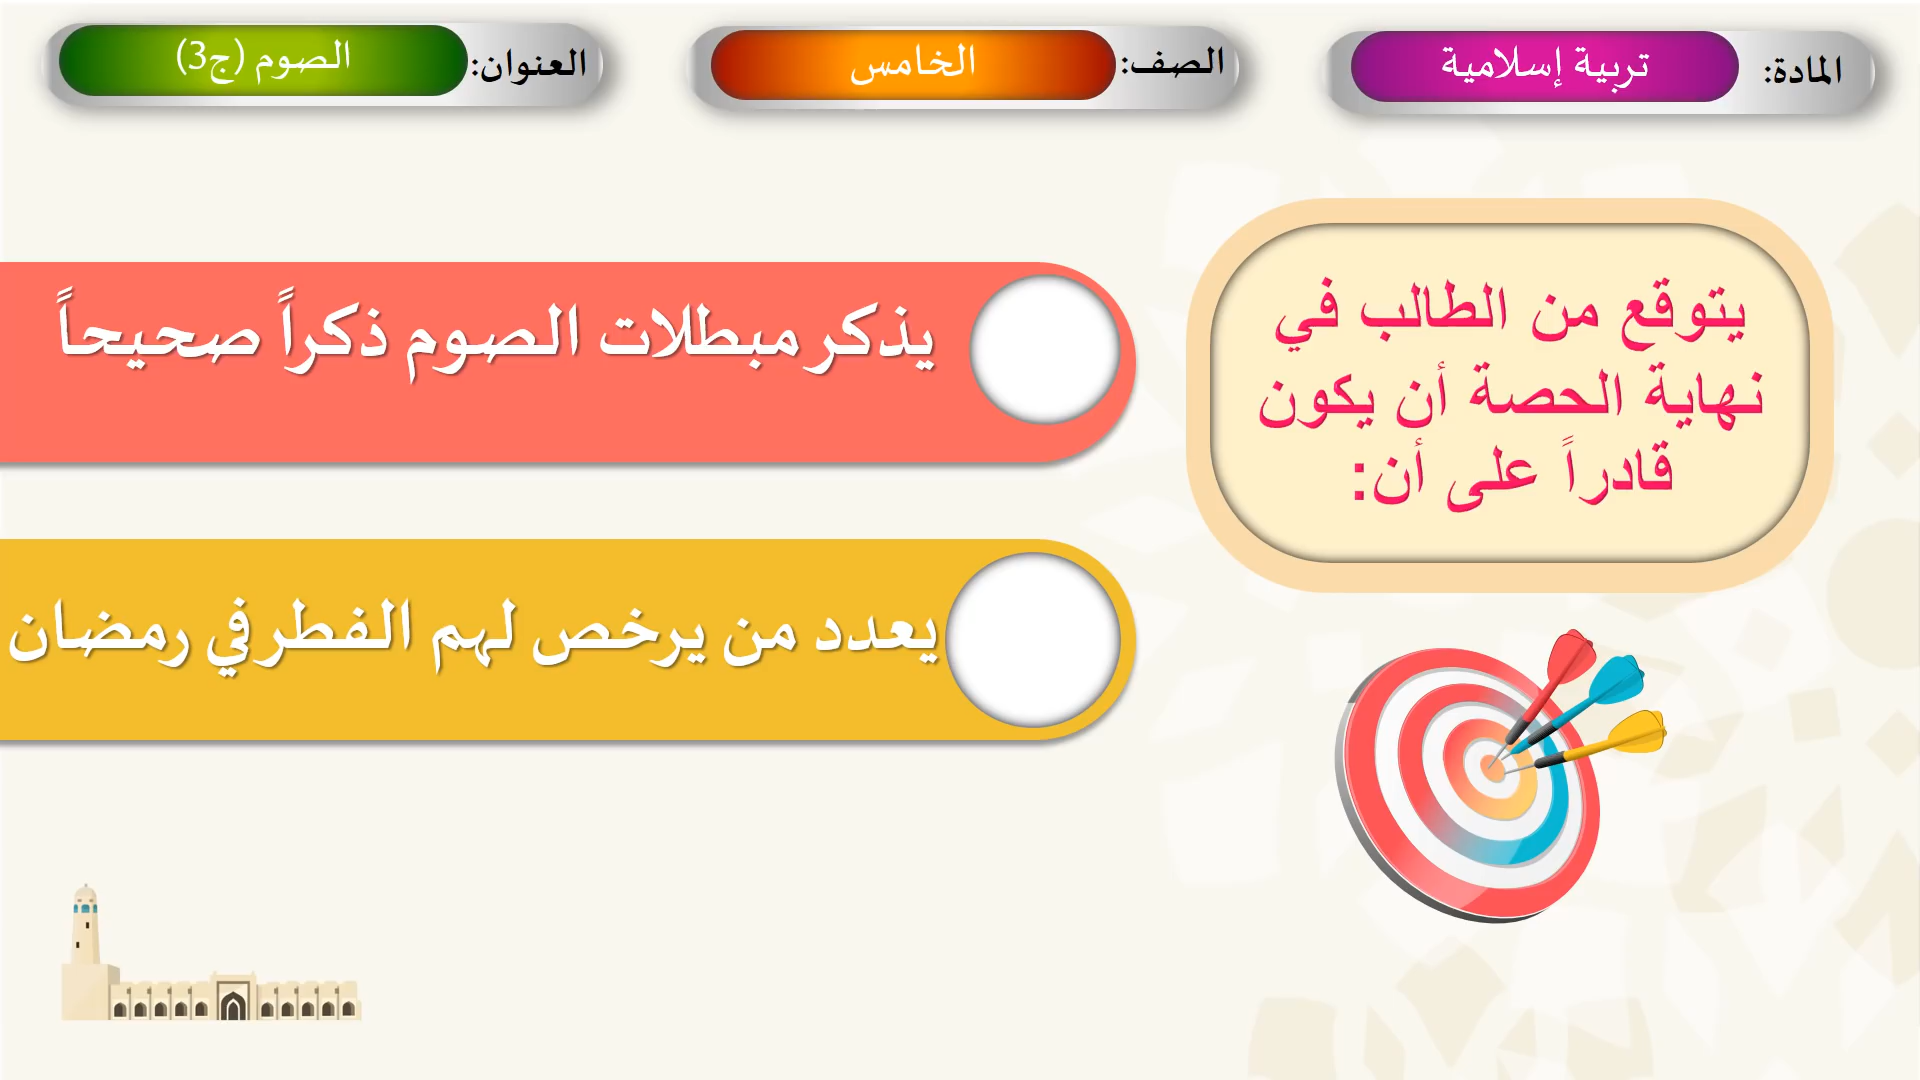 المادة: تربية إسلامية
الصف: الخامس
العنوان: الصوم (ج3)
يتوقع من الطالب في
نهاية الحصة أن يكون
قادراً على أن:
يذكر مبطلات الصوم ذكراً صحيحاً
يعدد من يرخص لهم الفطر في رمضان